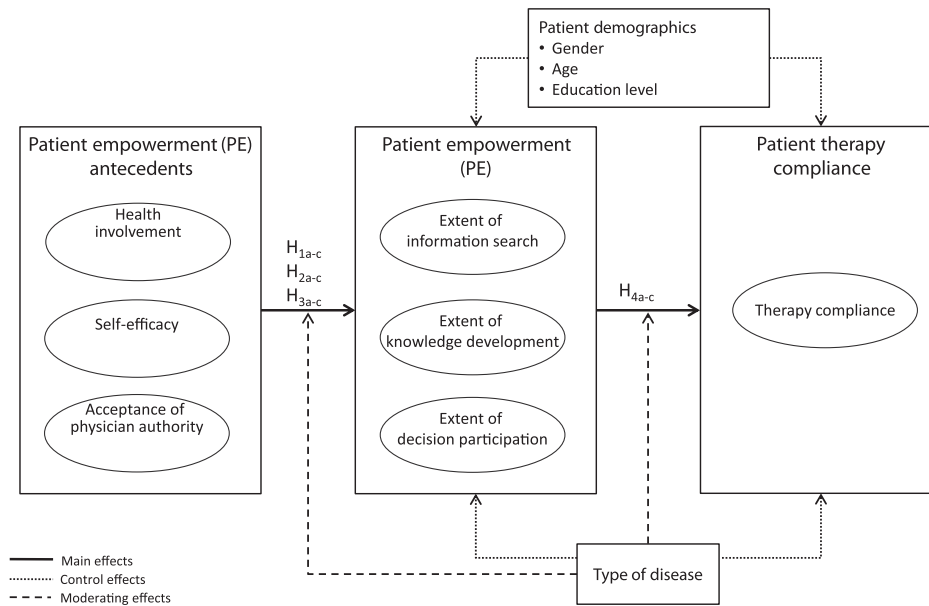 Patient demographics
• Gender
• Age
• Education level
Patient empowerment (PE)
antecedents
Health
involvement
Self-efficacy
Acceptance of
physician authority
H1a-c
H2a-c
H3a-c
Patient empowerment
(PE)
Extent of
information search
Extent of
knowledge development
Extent of
decision participation
H4a-c
Patient therapy
compliance
Therapy compliance
Type of disease
Main effects
Control effects
Moderating effects